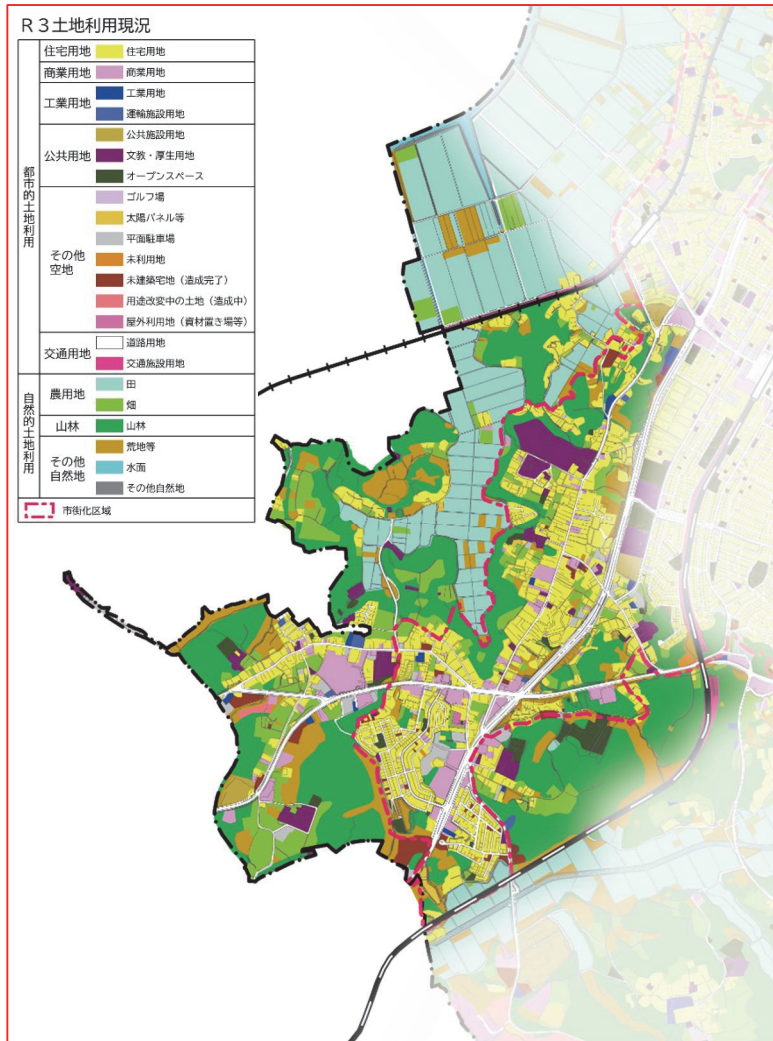 R3土地利用現況
都市的土地利用
住宅用地 住宅用地
商業用地 商業用地
工業用地 工業用地
運輸施設用地
公共用地 公共施設用地
文教・厚生用地
オープンスペース
その他空地 ゴルフ場
太陽パネル等
平面駐車場
未利用地
未建築宅地（造成完了）
用途改変中の土地（造成中）
屋外利用地（資材置き場等）
交通用地 道路用地
交通施設用地
自然的土地利用
農用地 田
畑
山林 山林
その他自然地 荒地等
水面
その他自然地
市街化区域